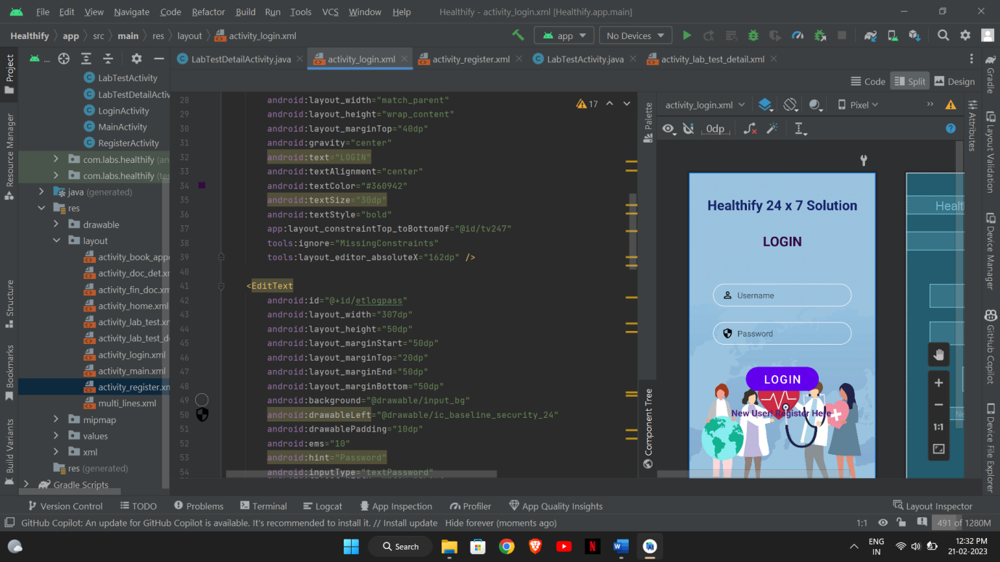 File Edit View Navigate Code Refactor Build Run Tools VCS Window Help Healthify - activity_login.xml [Healthify.app.main]
Healthify app src main res layout activity_login.xml app No Devices
... LabTestDetailActivity.java activity_login.xml activity_register.xml LabTestActivity.java activity_lab_test_detail.xml
Code Split Design
Project
Resource Manager
Structure
Bookmarks
Build Variants
LabTestActivity
LabTestDetailActiv
LoginActivity
MainActivity
RegisterActivity
com.labs.healthify (an
com.labs.healthify (tes
java (generated)
res
drawable
layout
activity_book_app
activity_doc_det.xn
activity_fin_doc.xm
activity_home.xml
activity_lab_test.xn
activity_lab_test_d
activity_login.xml
activity_main.xml
activity_register.xn
multi_lines.xml
mipmap
values
xml
res (generated)
Gradle Scripts
17
28 android:layout_width="match_parent"
29 android:layout_height="wrap_content"
30 android:layout_marginTop="40dp"
31 android:gravity="center"
32 android:text="LOGIN"
33 android:textAlignment="center"
34 android:textColor="#360942"
35 android:textSize="30dp"
36 android:textStyle="bold"
37 app:layout_constraintTop_toBottomOf="@id/tv247"
38 tools:ignore="MissingConstraints"
39 tools:layout_editor_absoluteX="162dp" />
40
41 <EditText
42 android:id="@+id/etlogpass"
43 android:layout_width="307dp"
44 android:layout_height="50dp"
45 android:layout_marginStart="50dp"
46 android:layout_marginTop="20dp"
47 android:layout_marginEnd="50dp"
48 android:layout_marginBottom="50dp"
49 android:background="@drawable/input_bg"
50 android:drawableLeft="@drawable/ic_baseline_security_24"
51 android:drawablePadding="10dp"
52 android:ems="10"
53 android:hint="Password"
54 android:inputType="textPassword"
Palette
Component Tree
activity_login.xml Pixel
0dp
Healthify 24 x 7 Solution
LOGIN
Username
Password
LOGIN
New User! Register Here
Healt
1:1
Attributes
Gradle
Layout Validation
Device Manager
GitHub Copilot
Device File Explorer
Version Control TODO Problems Terminal Logcat App Inspection Profiler App Quality Insights Layout Inspector
GitHub Copilot: An update for GitHub Copilot is available. It's recommended to install it. // Install update Hide forever (moments ago) 1:1 491 of 1280M
Search
ENG
IN
12:32 PM
21-02-2023